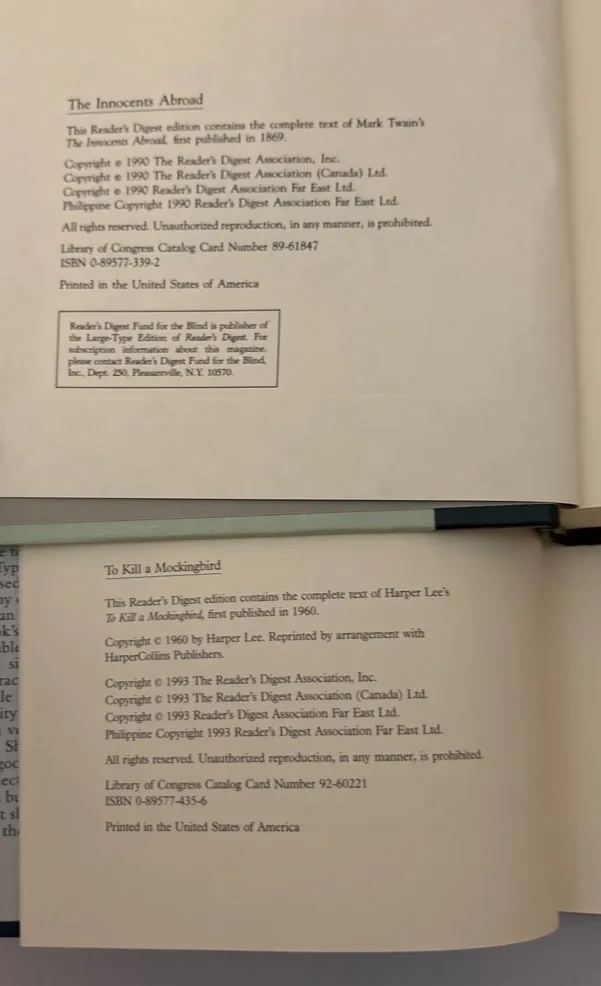 The Innocents Abroad
This Reader's Digest edition contains the complete text of Mark Twain's
The Innocents Abroad, first published in 1869.
Copyright © 1990 The Reader's Digest Association, Inc.
Copyright © 1990 The Reader's Digest Association (Canada) Ltd.
Copyright © 1990 Reader's Digest Association Far East Ltd.
Philippine Copyright 1990 Reader's Digest Association Far East Ltd.
All rights reserved. Unauthorized reproduction, in any manner, is prohibited.
Library of Congress Catalog Card Number 89-61847
ISBN 0-89577-339-2
Printed in the United States of America
Reader's Digest Fund for the Blind is publisher of
the Large-Type Edition of Reader's Digest. For
subscription information about this magazine,
please contact Reader's Digest Fund for the Blind,
Inc., Dept. 250, Pleasantville, N.Y. 10570.
To Kill a Mockingbird
This Reader's Digest edition contains the complete text of Harper Lee's
To Kill a Mockingbird, first published in 1960.
Copyright © 1960 by Harper Lee. Reprinted by arrangement with
HarperCollins Publishers.
Copyright © 1993 The Reader's Digest Association, Inc.
Copyright © 1993 The Reader's Digest Association (Canada) Ltd.
Copyright © 1993 Reader's Digest Association Far East Ltd.
Philippine Copyright 1993 Reader's Digest Association Far East Ltd.
All rights reserved. Unauthorized reproduction, in any manner, is prohibited.
Library of Congress Catalog Card Number 92-60221
ISBN 0-89577-435-6
Printed in the United States of America